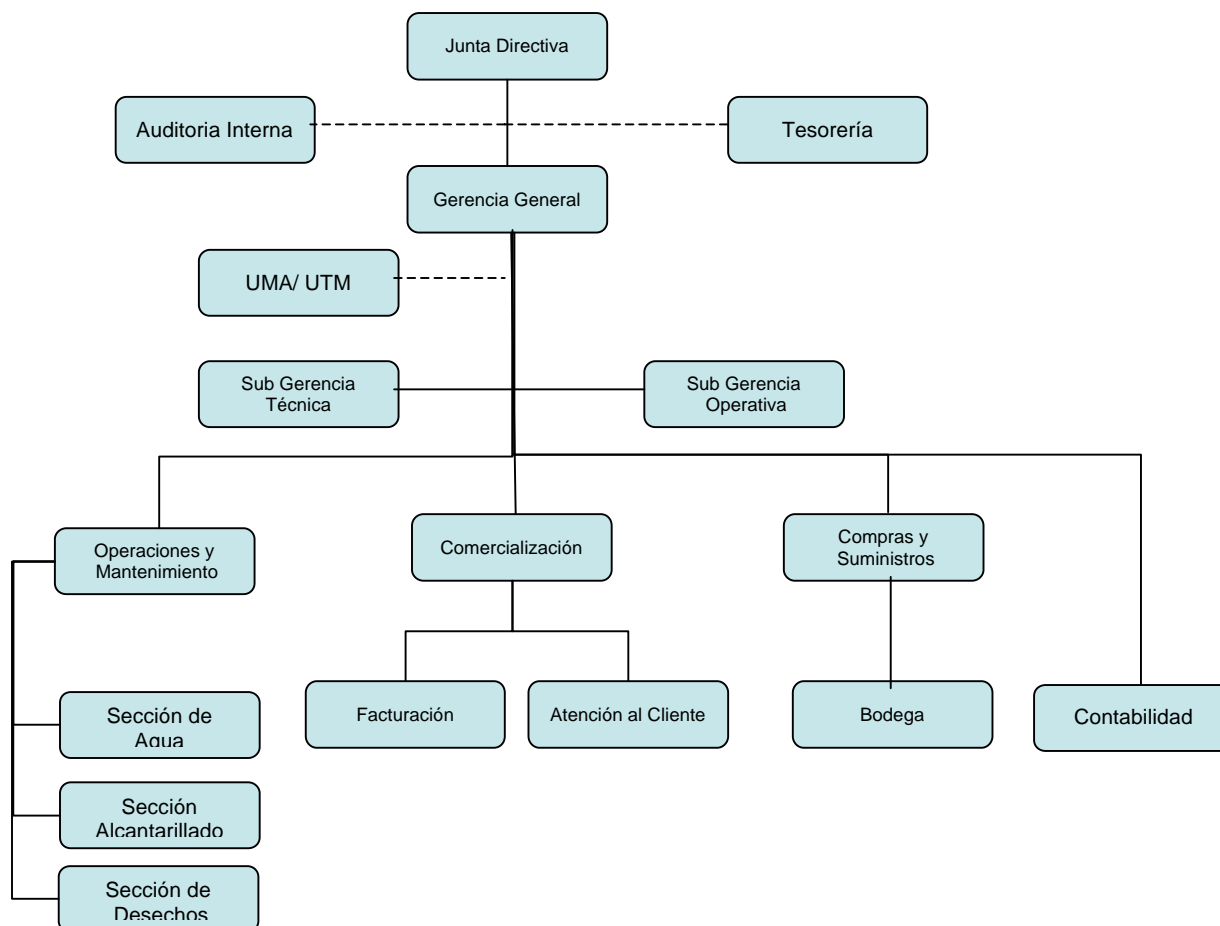 Junta Directiva
Auditoria Interna
Tesorería
Gerencia General
UMA/ UTM
Sub Gerencia
Técnica
Sub Gerencia
Operativa
Operaciones y
Mantenimiento
Comercialización
Compras y
Suministros
Facturación
Atención al Cliente
Bodega
Contabilidad
Sección de
Agua
Sección
Alcantarillado
Sección de
Desechos